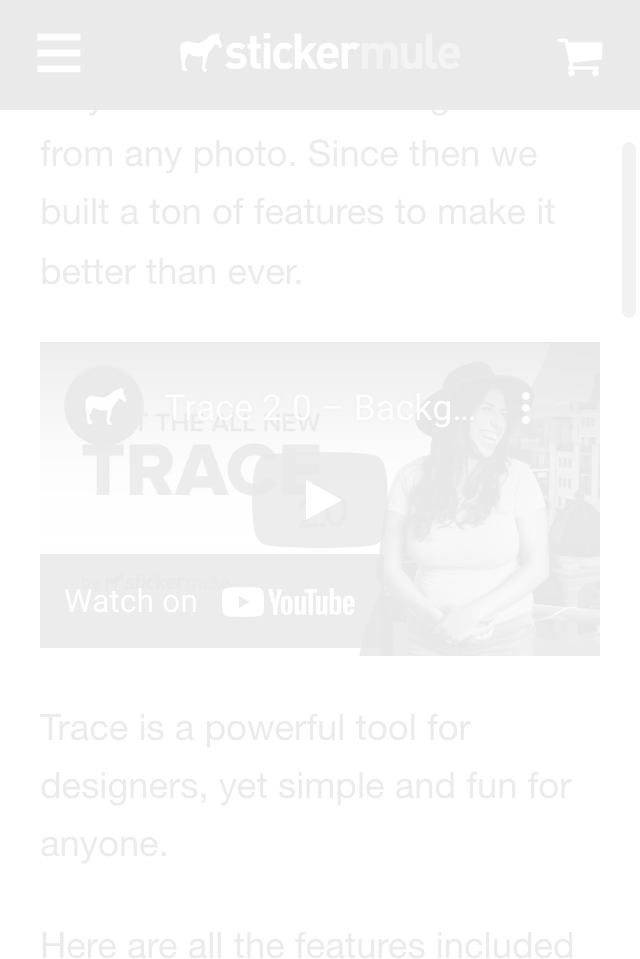 stickermule
from any photo. Since then we
built a ton of features to make it
better than ever.
Trace 2.0 – Backg...
T THE ALL NEW
TRACE
2.0
by stickermule
Watch on YouTube
Trace is a powerful tool for
designers, yet simple and fun for
anyone.
Here are all the features included